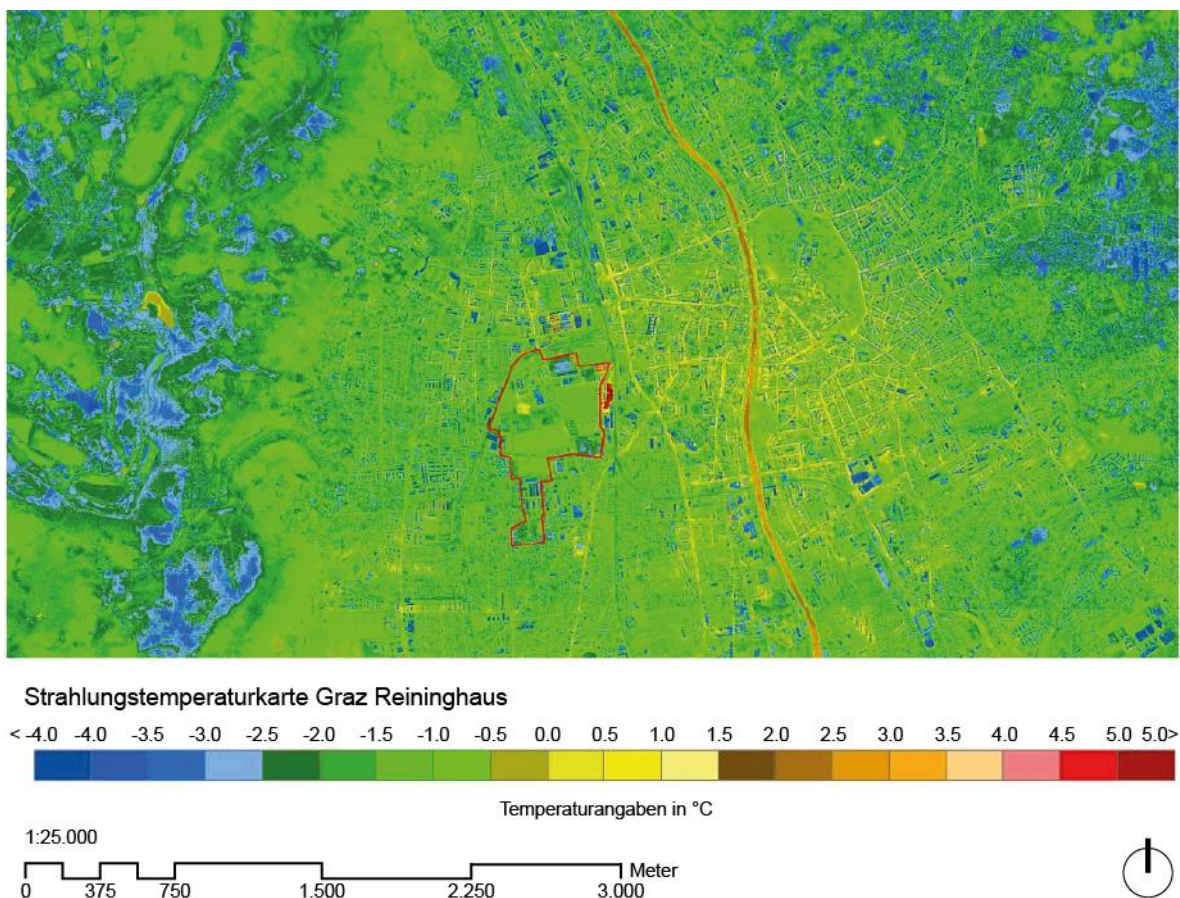 Strahlungstemperaturkarte Graz Reininghaus
< -4.0 -4.0 -3.5 -3.0 -2.5 -2.0 -1.5 -1.0 -0.5 0.0 0.5 1.0 1.5 2.0 2.5 3.0 3.5 4.0 4.5 5.0 5.0>
Temperaturangaben in °C
1:25.000
Meter
0 375 750 1.500 2.250 3.000